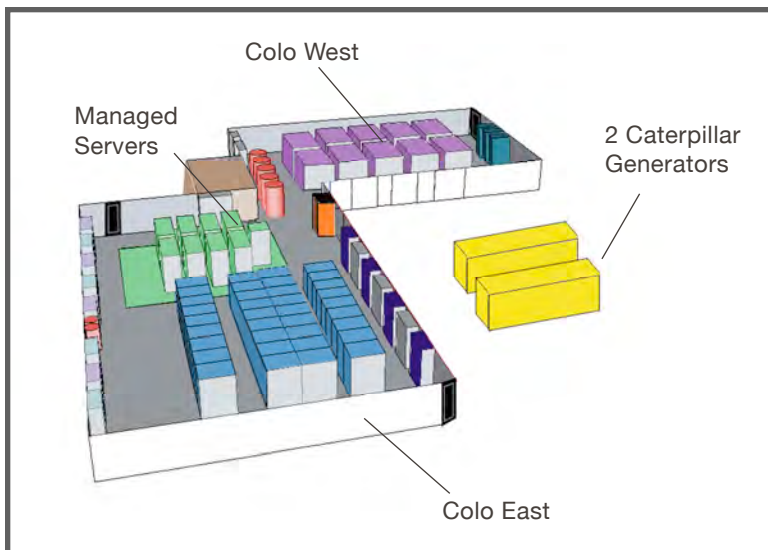 Colo West
Managed
Servers
2 Caterpillar
Generators
Colo East